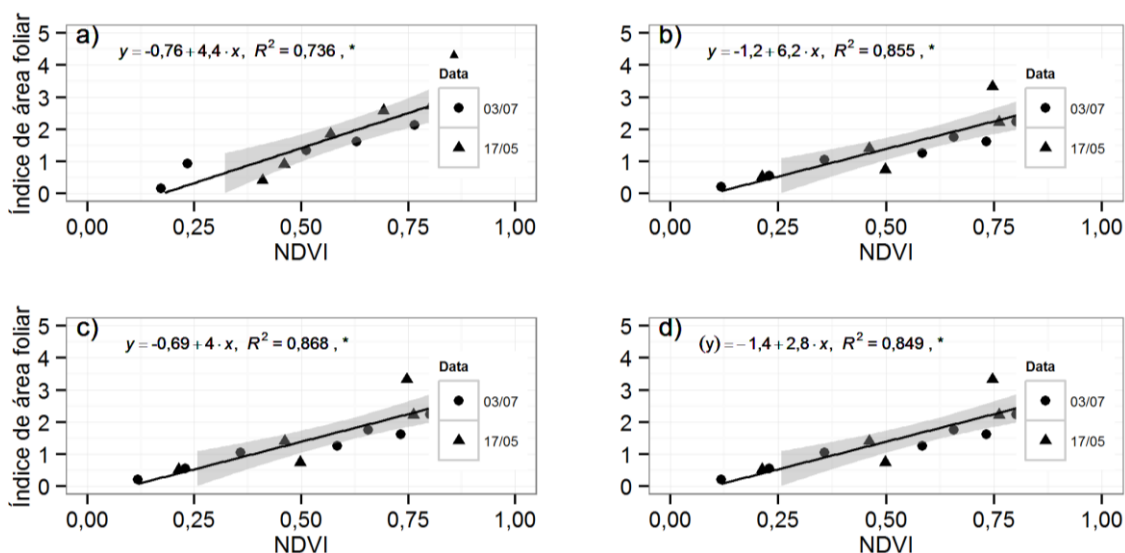 a)
y = -0,76 + 4,4 · x, R² = 0,736 , *
Índice de área foliar
5
4
3
2
1
0
Data
03/07
17/05
0,00 0,25 0,50 0,75 1,00
NDVI
b)
y = -1,2 + 6,2 · x, R² = 0,855 , *
5
4
3
2
1
0
Data
03/07
17/05
0,00 0,25 0,50 0,75 1,00
NDVI
c)
y = -0,69 + 4 · x, R² = 0,868 , *
Índice de área foliar
5
4
3
2
1
0
Data
03/07
17/05
0,00 0,25 0,50 0,75 1,00
NDVI
d)
(y) = -1,4 + 2,8 · x, R² = 0,849 , *
5
4
3
2
1
0
Data
03/07
17/05
0,00 0,25 0,50 0,75 1,00
NDVI